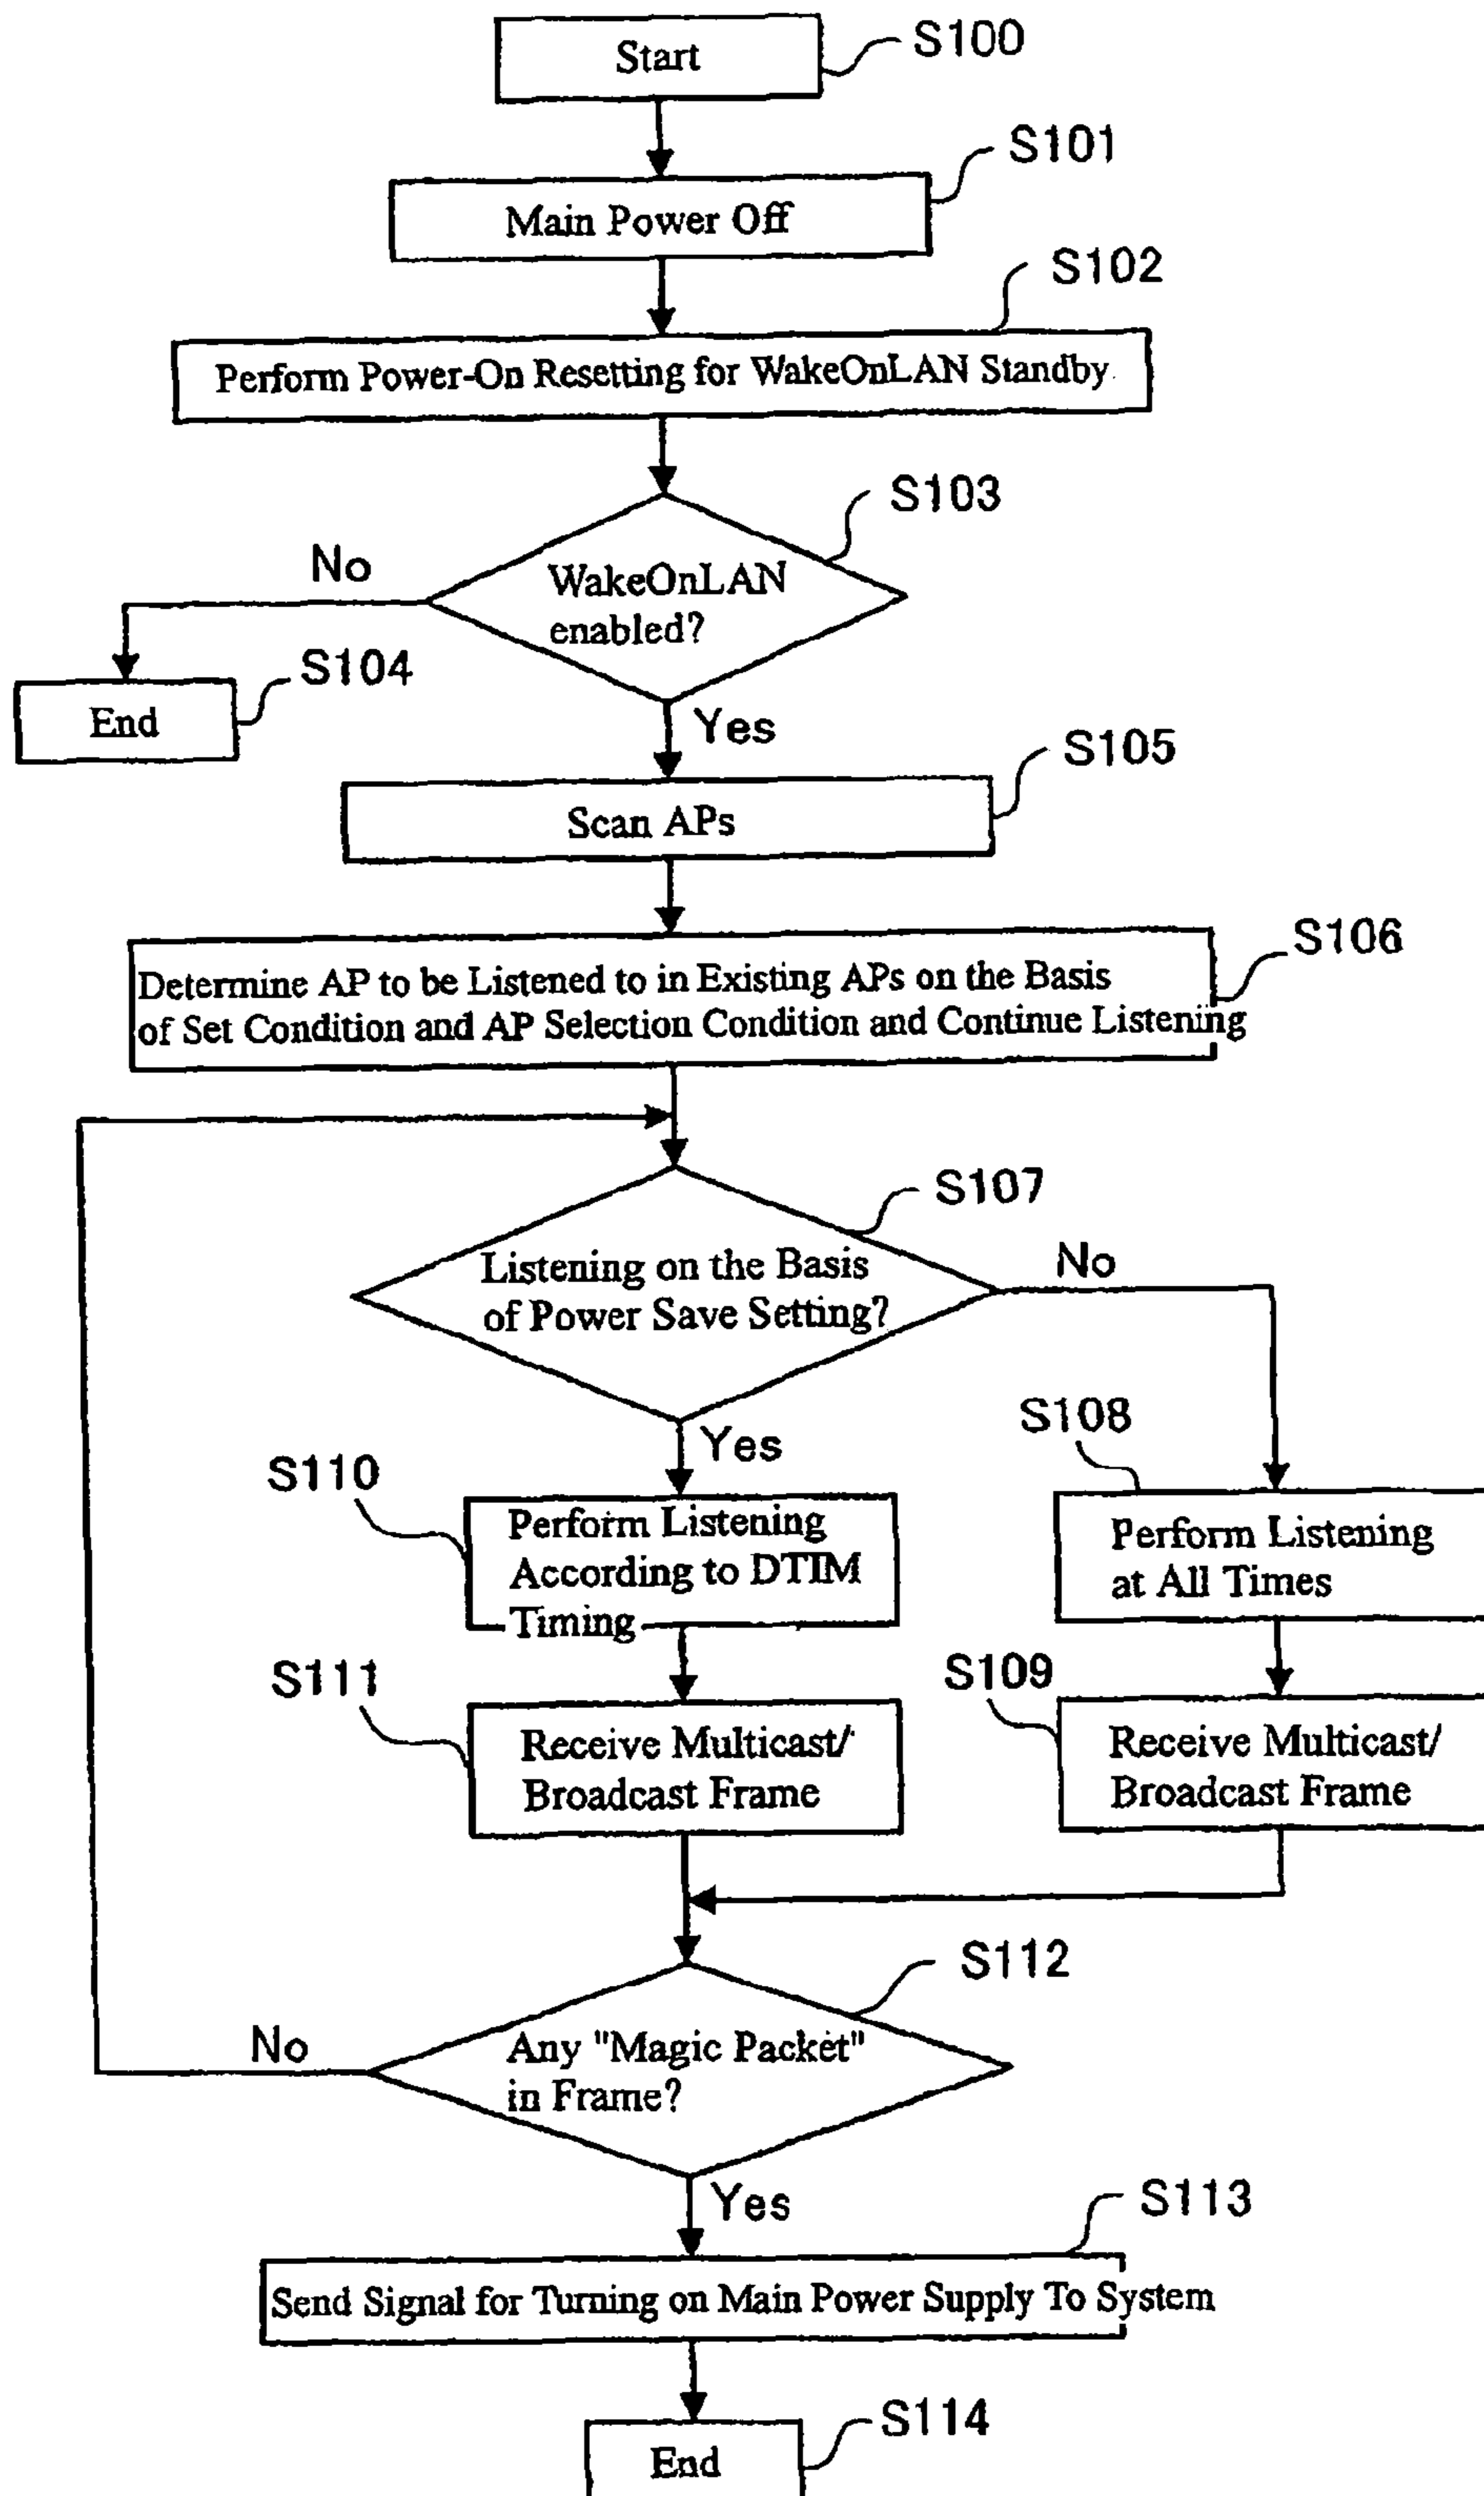 Start
S100
S101
Main Power Off
S102
Perform Power-On Resetting for WakeOnLAN Standby
S103
No
WakeOnLAN
enabled?
S104
End
Yes
S105
Scan APs
S106
Determine AP to be Listened to in Existing APs on the Basis
of Set Condition and AP Selection Condition and Continue Listening
S107
Listening on the Basis
of Power Save Setting?
No
Yes
S108
S110
Perform Listening
According to DTIM
Timing
Perform Listening
at All Times
S111
S109
Receive Multicast/
Broadcast Frame
Receive Multicast/
Broadcast Frame
S112
No
Any "Magic Packet"
in Frame?
Yes
S113
Send Signal for Turning on Main Power Supply To System
S114
End